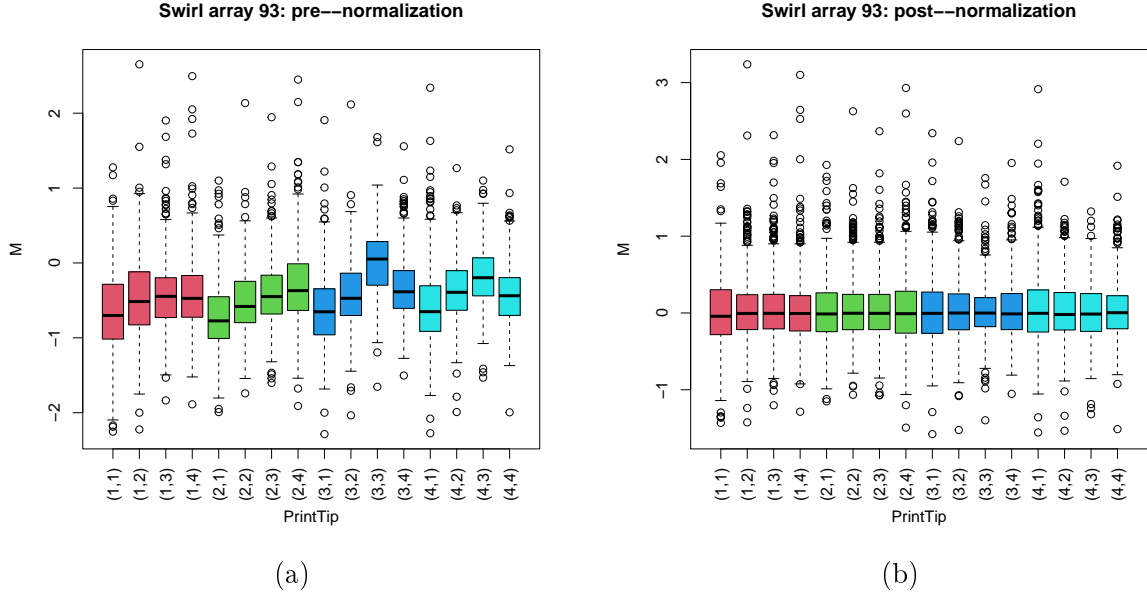 Swirl array 93: pre−−normalization
M
2
1
0
−1
−2
(1,1) (1,2) (1,3) (1,4) (2,1) (2,2) (2,3) (2,4) (3,1) (3,2) (3,3) (3,4) (4,1) (4,2) (4,3) (4,4)
PrintTip
(a)
Swirl array 93: post−−normalization
M
3
2
1
0
−1
(1,1) (1,2) (1,3) (1,4) (2,1) (2,2) (2,3) (2,4) (3,1) (3,2) (3,3) (3,4) (4,1) (4,2) (4,3) (4,4)
PrintTip
(b)